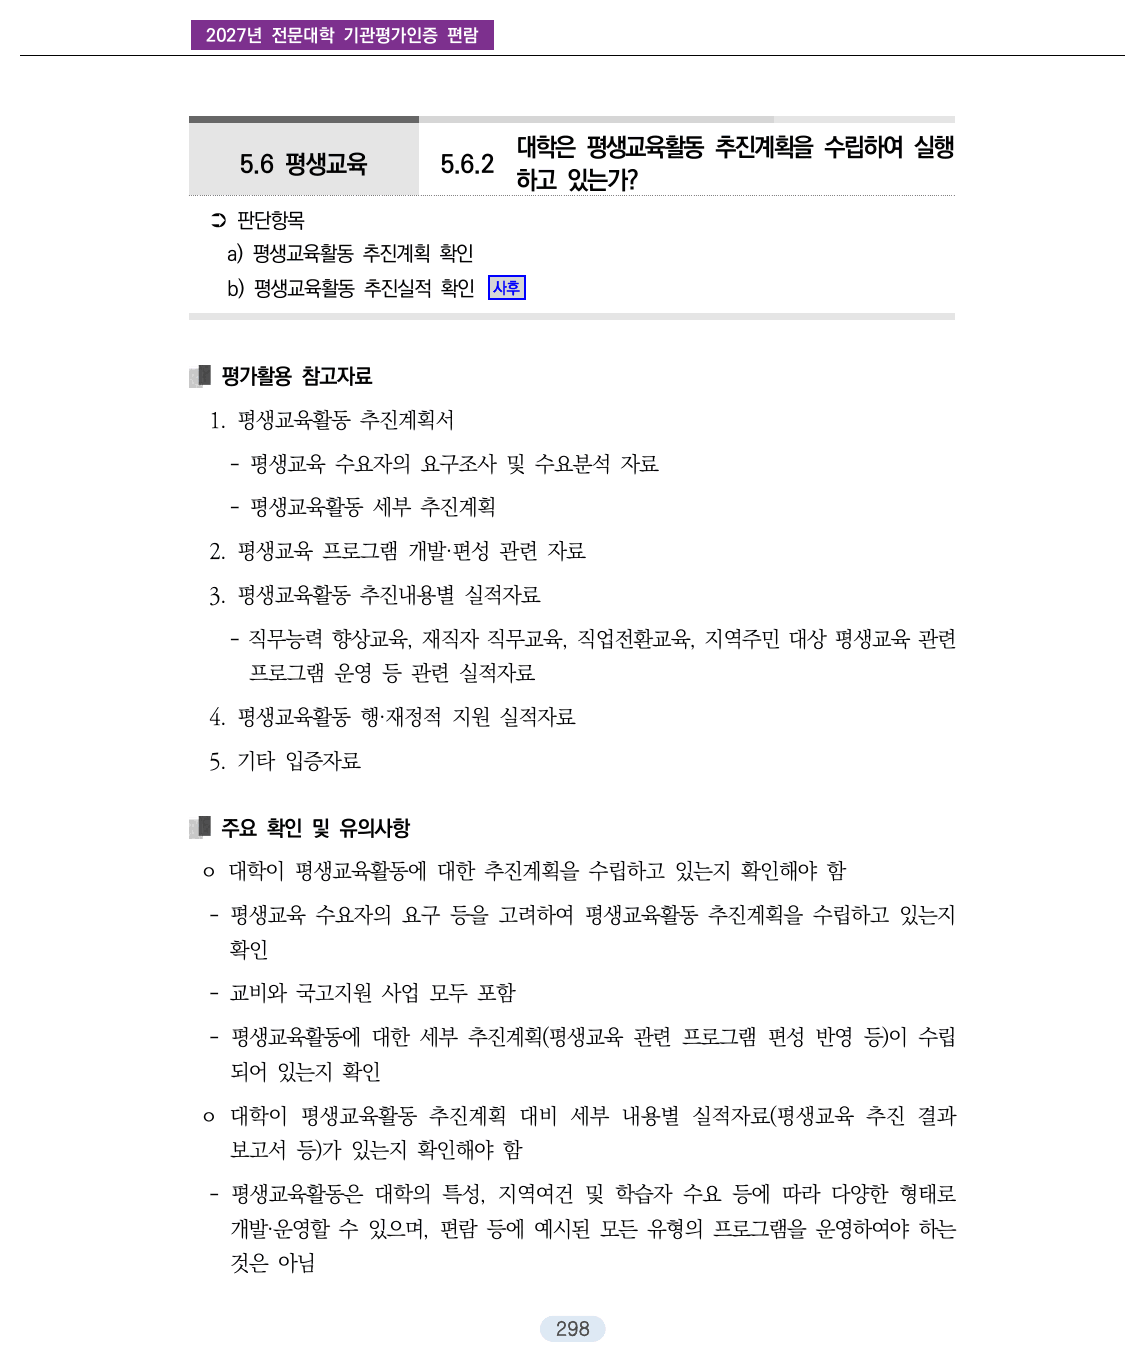 2027년 전문대학 기관평가인증 편람
5.6 평생교육
5.6.2
대학은 평생교육활동 추진계획을 수립하여 실행
하고 있는가?
➲ 판단항목
a) 평생교육활동 추진계획 확인
b) 평생교육활동 추진실적 확인 사후
평가활용 참고자료
1. 평생교육활동 추진계획서
- 평생교육 수요자의 요구조사 및 수요분석 자료
- 평생교육활동 세부 추진계획
2. 평생교육 프로그램 개발·편성 관련 자료
3. 평생교육활동 추진내용별 실적자료
- 직무능력 향상교육, 재직자 직무교육, 직업전환교육, 지역주민 대상 평생교육 관련
프로그램 운영 등 관련 실적자료
4. 평생교육활동 행·재정적 지원 실적자료
5. 기타 입증자료
주요 확인 및 유의사항
ㅇ 대학이 평생교육활동에 대한 추진계획을 수립하고 있는지 확인해야 함
- 평생교육 수요자의 요구 등을 고려하여 평생교육활동 추진계획을 수립하고 있는지
확인
- 교비와 국고지원 사업 모두 포함
- 평생교육활동에 대한 세부 추진계획(평생교육 관련 프로그램 편성 반영 등)이 수립
되어 있는지 확인
ㅇ 대학이 평생교육활동 추진계획 대비 세부 내용별 실적자료(평생교육 추진 결과
보고서 등)가 있는지 확인해야 함
- 평생교육활동은 대학의 특성, 지역여건 및 학습자 수요 등에 따라 다양한 형태로
개발·운영할 수 있으며, 편람 등에 예시된 모든 유형의 프로그램을 운영하여야 하는
것은 아님
298